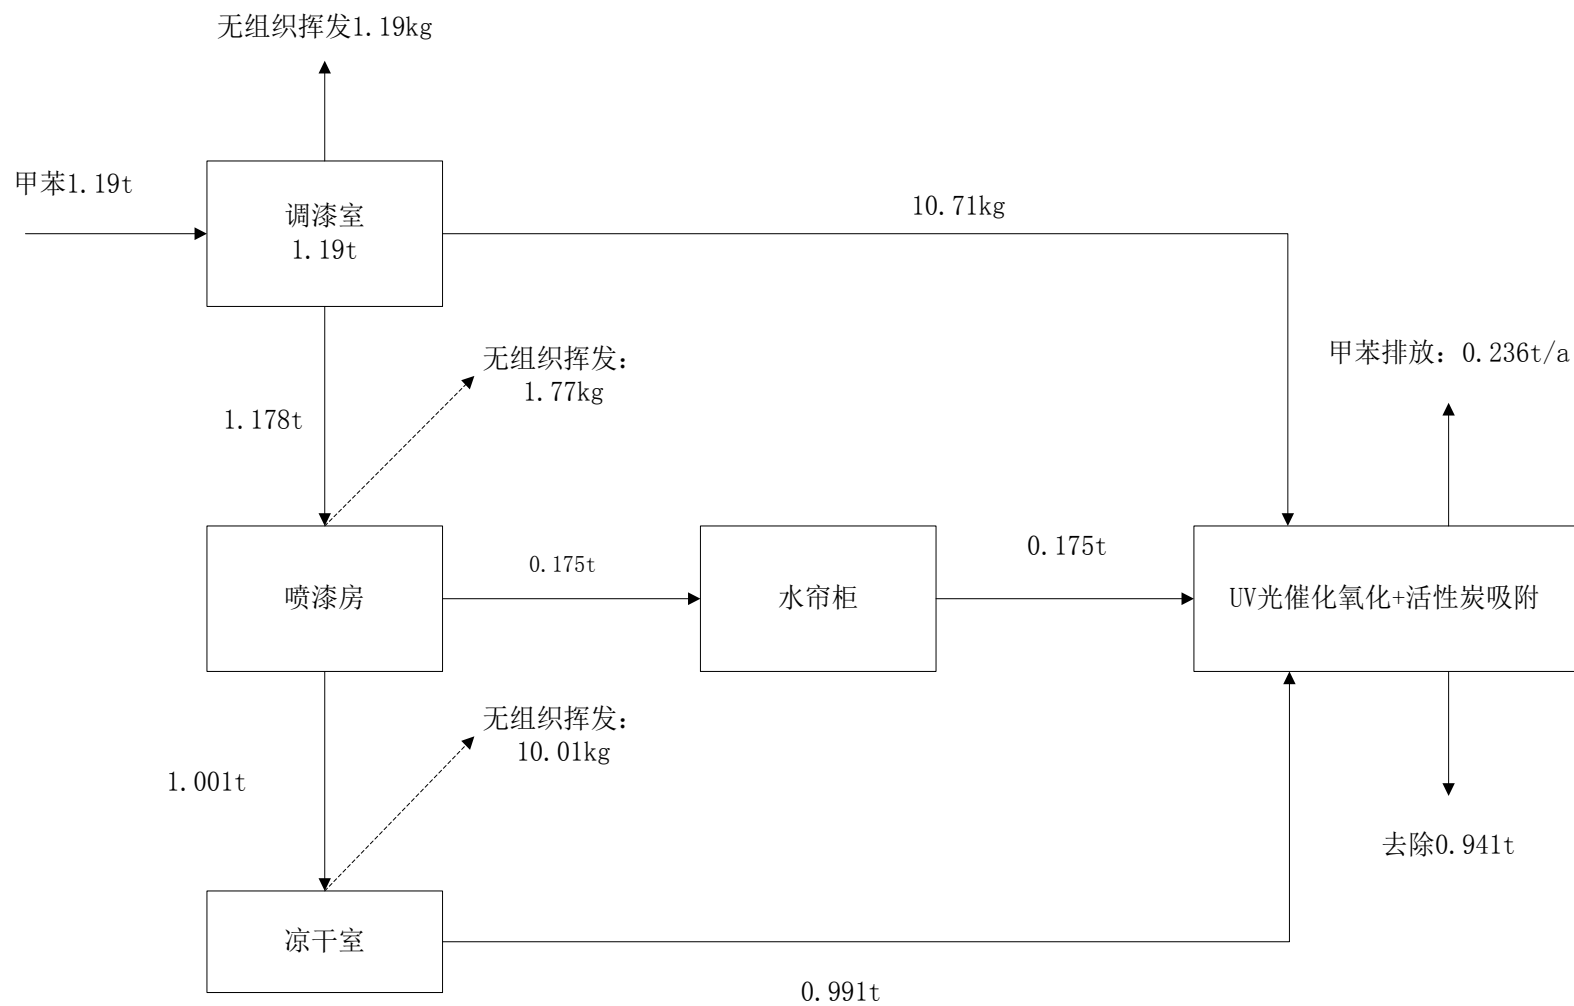 无组织挥发1.19kg
甲苯1.19t
调漆室
1.19t
10.71kg
无组织挥发：
1.77kg
甲苯排放：0.236t/a
1.178t
喷漆房
0.175t
水帘柜
0.175t
UV光催化氧化+活性炭吸附
无组织挥发：
10.01kg
1.001t
去除0.941t
凉干室
0.991t